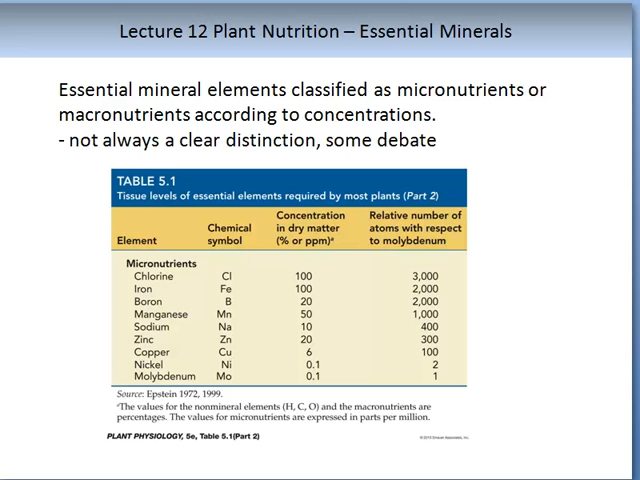 Lecture 12 Plant Nutrition – Essential Minerals
Essential mineral elements classified as micronutrients or
macronutrients according to concentrations.
- not always a clear distinction, some debate
TABLE 5.1
Tissue levels of essential elements required by most plants (Part 2)
Element Chemical symbol Concentration in dry matter (% or ppm)ᵃ Relative number of atoms with respect to molybdenum
Micronutrients
Chlorine Cl 100 3,000
Iron Fe 100 2,000
Boron B 20 2,000
Manganese Mn 50 1,000
Sodium Na 10 400
Zinc Zn 20 300
Copper Cu 6 100
Nickel Ni 0.1 2
Molybdenum Mo 0.1 1
Source: Epstein 1972, 1999.
ᵃThe values for the nonmineral elements (H, C, O) and the macronutrients are
percentages. The values for micronutrients are expressed in parts per million.
PLANT PHYSIOLOGY, 5e, Table 5.1(Part 2)
© 2010 Sinauer Associates, Inc.